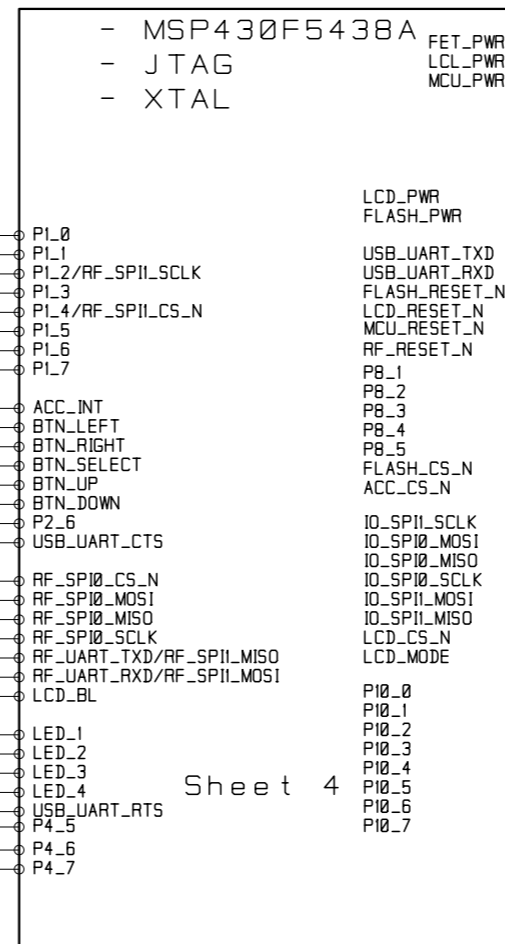 - MSP430F5438A
- JTAG
- XTAL
FET_PWR
LCL_PWR
MCU_PWR
P1_0
P1_1
P1_2/RF_SPI1_SCLK
P1_3
P1_4/RF_SPI1_CS_N
P1_5
P1_6
P1_7
ACC_INT
BTN_LEFT
BTN_RIGHT
BTN_SELECT
BTN_UP
BTN_DOWN
P2_6
USB_UART_CTS
RF_SPI0_CS_N
RF_SPI0_MOSI
RF_SPI0_MISO
RF_SPI0_SCLK
RF_UART_TXD/RF_SPI1_MISO
RF_UART_RXD/RF_SPI1_MOSI
LCD_BL
LED_1
LED_2
LED_3
LED_4
USB_UART_RTS
P4_5
P4_6
P4_7
Sheet 4
LCD_PWR
FLASH_PWR
USB_UART_TXD
USB_UART_RXD
FLASH_RESET_N
LCD_RESET_N
MCU_RESET_N
RF_RESET_N
P8_1
P8_2
P8_3
P8_4
P8_5
FLASH_CS_N
ACC_CS_N
IO_SPI1_SCLK
IO_SPI0_MOSI
IO_SPI0_MISO
IO_SPI0_SCLK
IO_SPI1_MOSI
IO_SPI1_MISO
LCD_CS_N
LCD_MODE
P10_0
P10_1
P10_2
P10_3
P10_4
P10_5
P10_6
P10_7